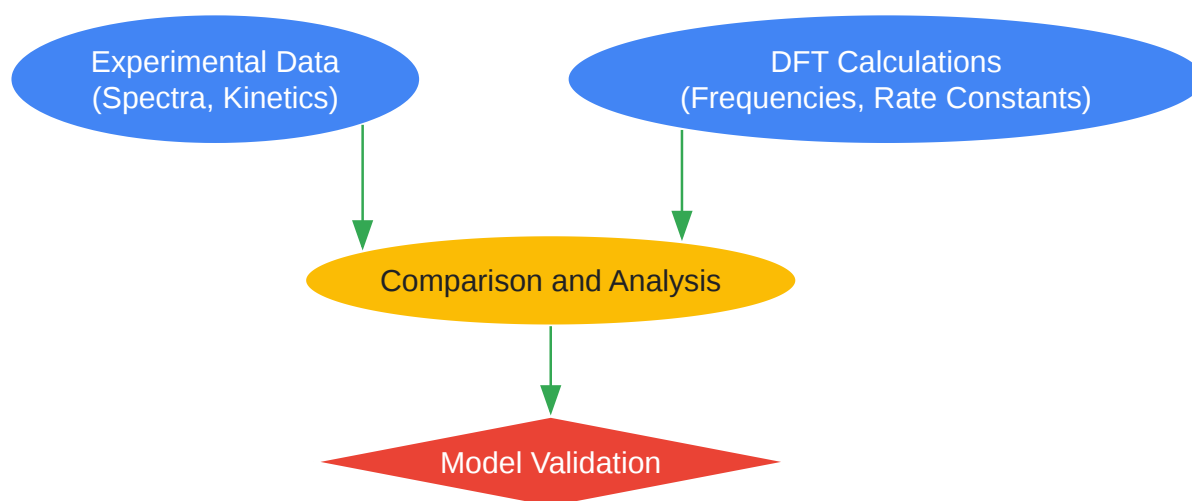 Experimental Data
(Spectra, Kinetics)
DFT Calculations
(Frequencies, Rate Constants)
Comparison and Analysis
Model Validation